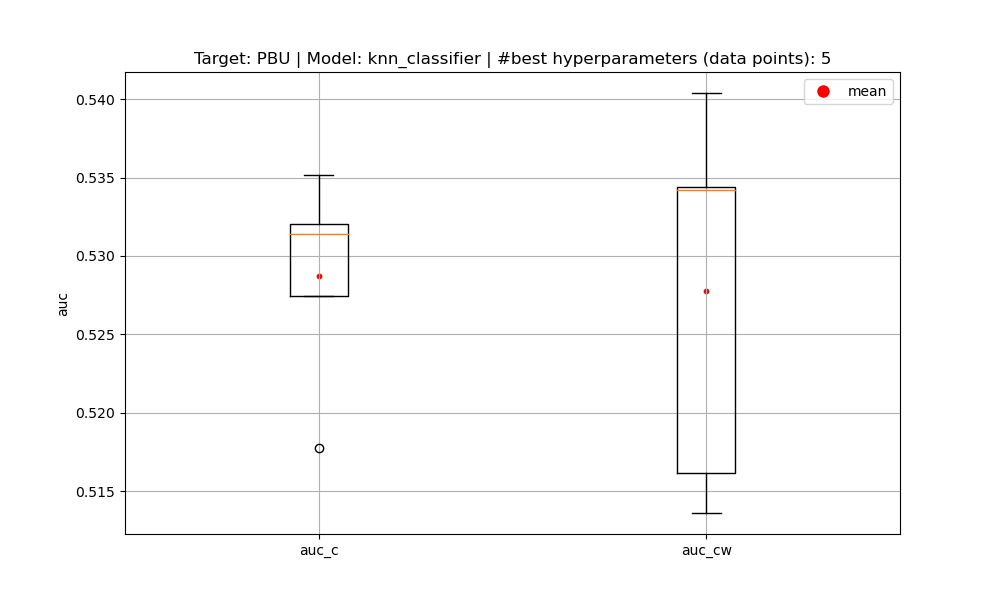 Target: PBU | Model: knn_classifier | #best hyperparameters (data points): 5
mean
0.540
0.535
0.530
0.525
0.520
0.515
auc
auc_c
auc_cw